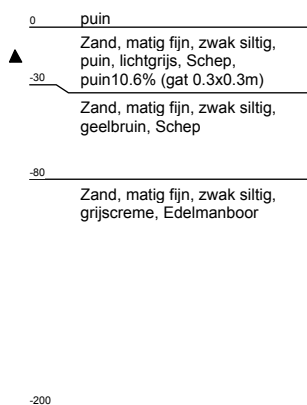 0 puin
Zand, matig fijn, zwak siltig,
puin, lichtgrijs, Schep,
puin10.6% (gat 0.3x0.3m)
-30
Zand, matig fijn, zwak siltig,
geelbruin, Schep
-80
Zand, matig fijn, zwak siltig,
grijscreme, Edelmanboor
-200